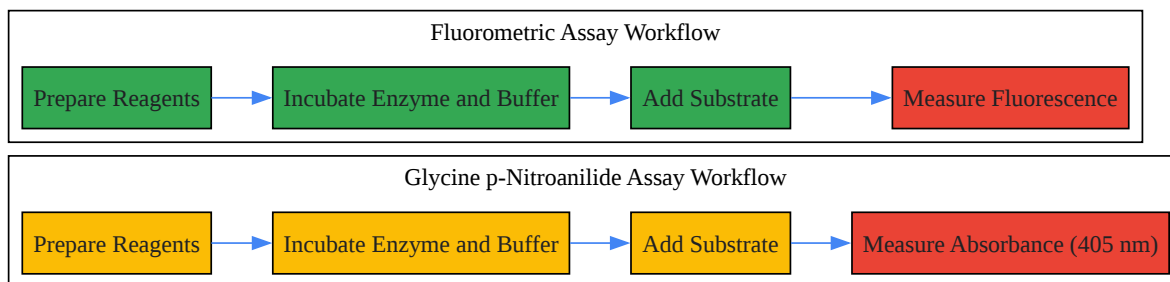 Fluorometric Assay Workflow
Prepare Reagents
Incubate Enzyme and Buffer
Add Substrate
Measure Fluorescence
Glycine p-Nitroanilide Assay Workflow
Prepare Reagents
Incubate Enzyme and Buffer
Add Substrate
Measure Absorbance (405 nm)